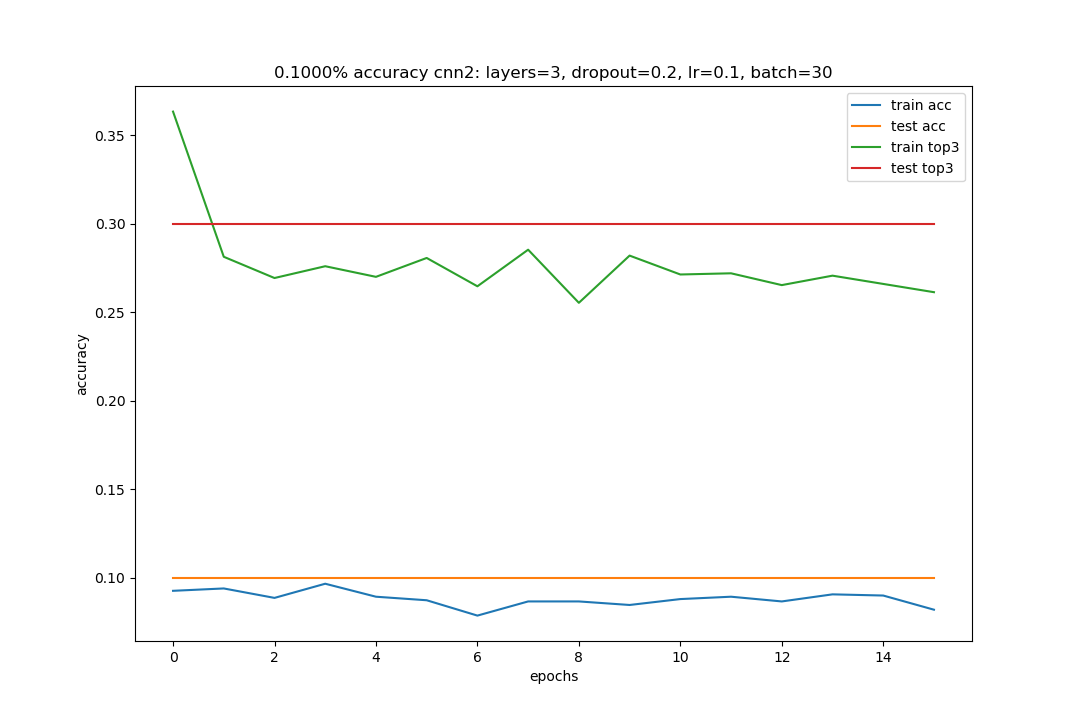 0.1000% accuracy cnn2: layers=3, dropout=0.2, lr=0.1, batch=30
train acc
test acc
train top3
test top3
0.35
0.30
0.25
0.20
0.15
0.10
accuracy
0 2 4 6 8 10 12 14
epochs